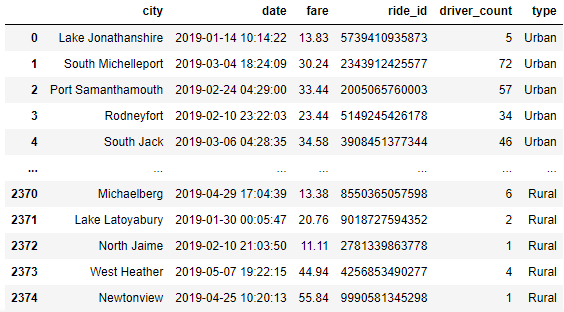 city date fare ride_id driver_count type
0 Lake Jonathanshire 2019-01-14 10:14:22 13.83 5739410935873 5 Urban
1 South Michelleport 2019-03-04 18:24:09 30.24 2343912425577 72 Urban
2 Port Samanthamouth 2019-02-24 04:29:00 33.44 2005065760003 57 Urban
3 Rodneyfort 2019-02-10 23:22:03 23.44 5149245426178 34 Urban
4 South Jack 2019-03-06 04:28:35 34.58 3908451377344 46 Urban
... ... ... ... ... ... ...
2370 Michaelberg 2019-04-29 17:04:39 13.38 8550365057598 6 Rural
2371 Lake Latoyabury 2019-01-30 00:05:47 20.76 9018727594352 2 Rural
2372 North Jaime 2019-02-10 21:03:50 11.11 2781339863778 1 Rural
2373 West Heather 2019-05-07 19:22:15 44.94 4256853490277 4 Rural
2374 Newtonview 2019-04-25 10:20:13 55.84 9990581345298 1 Rural